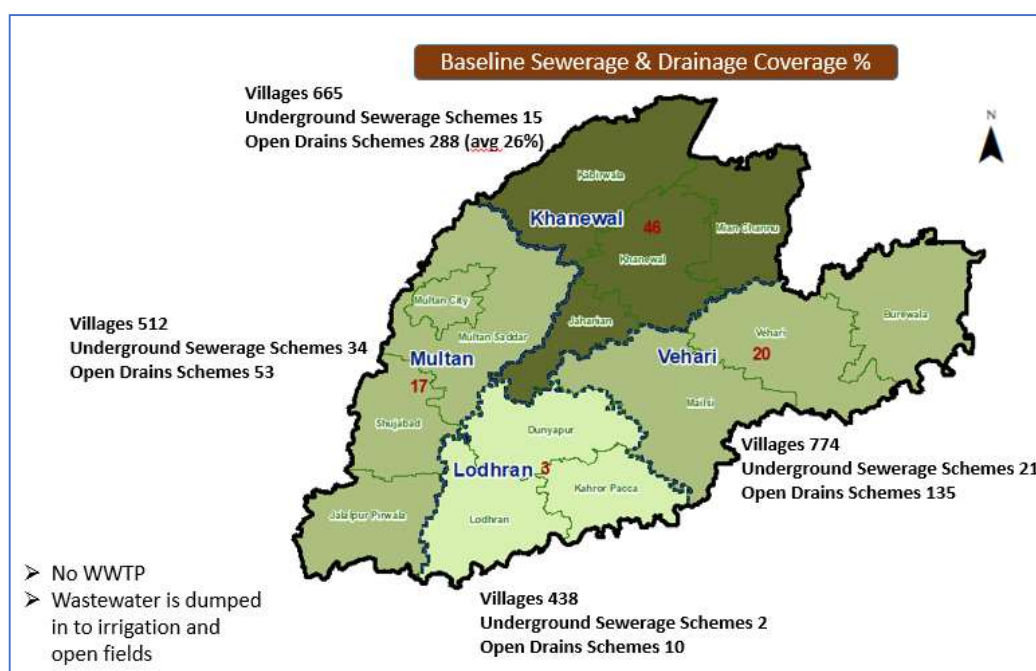 Baseline Sewerage & Drainage Coverage %
Villages 665
Underground Sewerage Schemes 15
Open Drains Schemes 288 (avg 26%)
N
Kabirwala
Khanewal
46
Mian Channu
Khanewal
Jahanian
Multan City
Multan Saddar
Villages 512
Underground Sewerage Schemes 34
Open Drains Schemes 53
Multan
17
Shujabad
Jalalpur Pirwala
Burewala
Vehari
Vehari
20
Mailsi
Dunyapur
Lodhran
3
Kahror Pacca
Lodhran
Villages 774
Underground Sewerage Schemes 21
Open Drains Schemes 135
Villages 438
Underground Sewerage Schemes 2
Open Drains Schemes 10
➢ No WWTP
➢ Wastewater is dumped
in to irrigation and
open fields